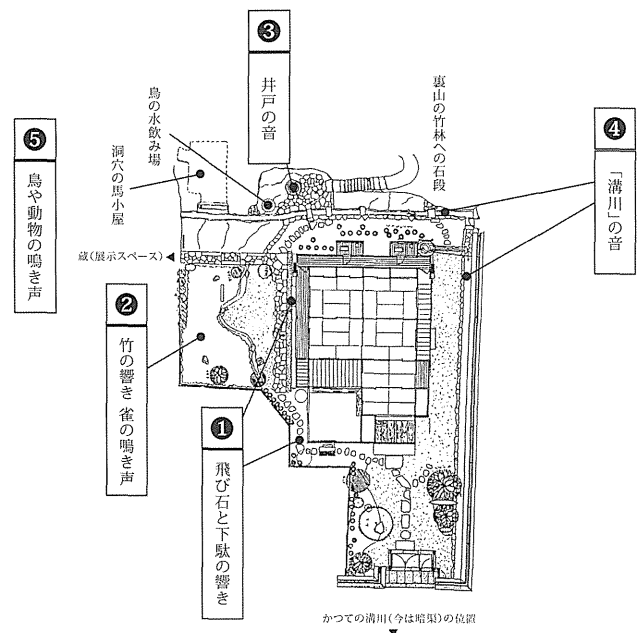 ❸
井戸の音
裏山の竹林への石段
鳥の水飲み場
洞穴の馬小屋
❹
「溝川」の音
❺
鳥や動物の鳴き声
蔵(展示スペース)◀
❷
竹の響き 雀の鳴き声
❶
飛び石と下駄の響き
かつての溝川(今は暗渠)の位置
▼